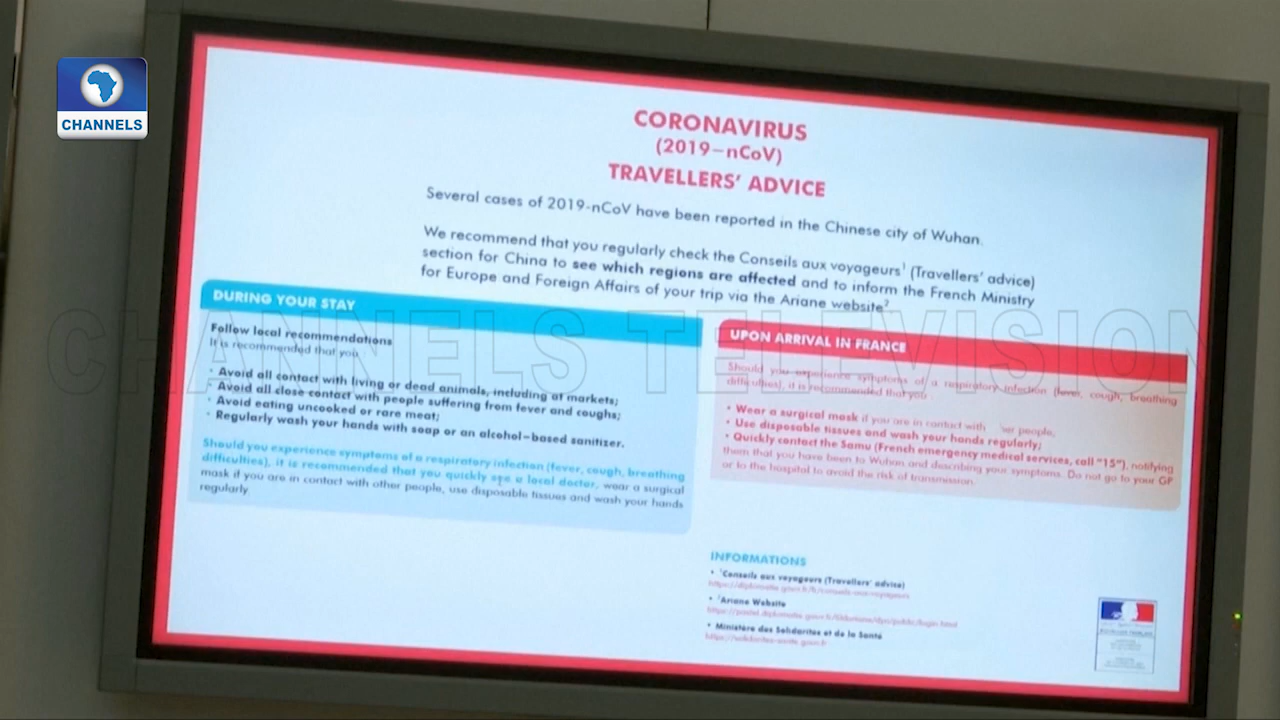 CHANNELS
CHANNELS TELEVISION
CORONAVIRUS
(2019-nCoV)
TRAVELLERS' ADVICE
Several cases of 2019-nCoV have been reported in the Chinese city of Wuhan.
We recommend that you regularly check the Conseils aux voyageurs¹ (Travellers' advice)
section for China to see which regions are affected and to inform the French Ministry
for Europe and Foreign Affairs of your trip via the Ariane website²
DURING YOUR STAY
Follow local recommendations
It is recommended that you
• Avoid all contact with living or dead animals, including at markets;
• Avoid all close contact with people suffering from fever and coughs;
• Avoid eating uncooked or rare meat;
• Regularly wash your hands with soap or an alcohol-based sanitizer.
Should you experience symptoms of a respiratory infection (fever, cough, breathing
difficulties), it is recommended that you quickly see a local doctor, wear a surgical
mask if you are in contact with other people, use disposable tissues and wash your hands
regularly
UPON ARRIVAL IN FRANCE
Should you experience symptoms of a respiratory infection (fever, cough, breathing
difficulties), it is recommended that you :
• Wear a surgical mask if you are in contact with people,
• Use disposable tissues and wash your hands regularly;
• Quickly contact the Samu (French emergency medical services, call "15"), notifying
them that you have been to Wuhan and describing your symptoms. Do not go to your GP
or to the hospital to avoid the risk of transmission.
INFORMATIONS
• ¹Conseils aux voyageurs (Travellers' advice)
• ²Ariane Website
• Ministère des Solidarités et de la Santé
https://solidarites-sante.gouv.fr